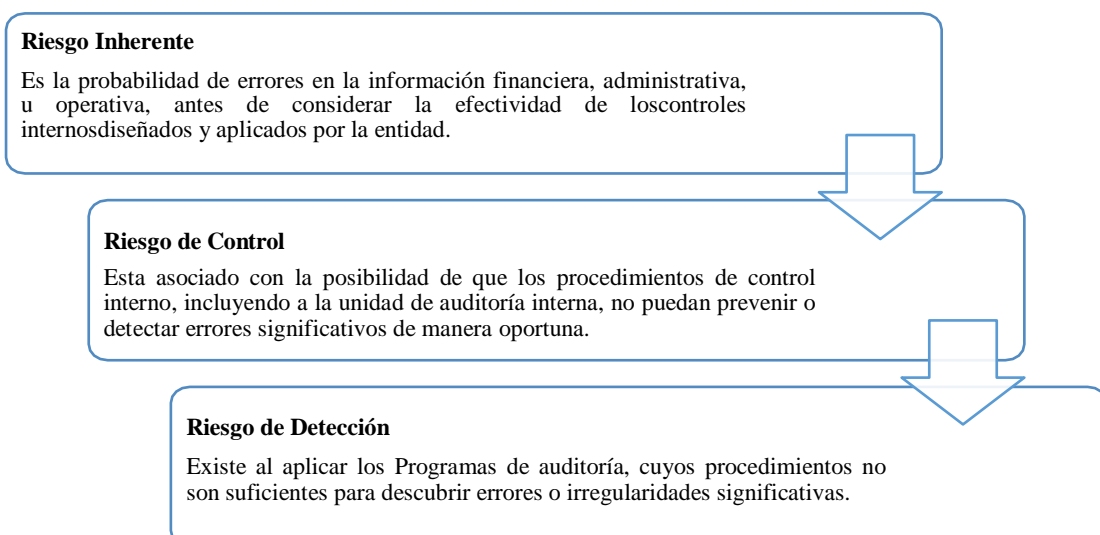 Riesgo Inherente
Es la probabilidad de errores en la información financiera, administrativa,
u operativa, antes de considerar la efectividad de loscontroles
internosdiseñados y aplicados por la entidad.
Riesgo de Control
Esta asociado con la posibilidad de que los procedimientos de control
interno, incluyendo a la unidad de auditoría interna, no puedan prevenir o
detectar errores significativos de manera oportuna.
Riesgo de Detección
Existe al aplicar los Programas de auditoría, cuyos procedimientos no
son suficientes para descubrir errores o irregularidades significativas.